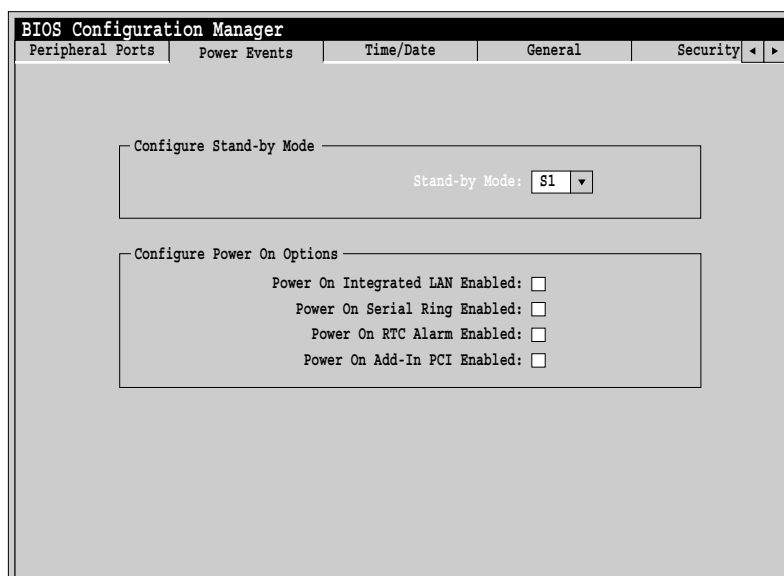 BIOS Configuration Manager
Peripheral Ports Power Events Time/Date General Security
Configure Stand-by Mode
Stand-by Mode: S1
Configure Power On Options
Power On Integrated LAN Enabled:
Power On Serial Ring Enabled:
Power On RTC Alarm Enabled:
Power On Add-In PCI Enabled: